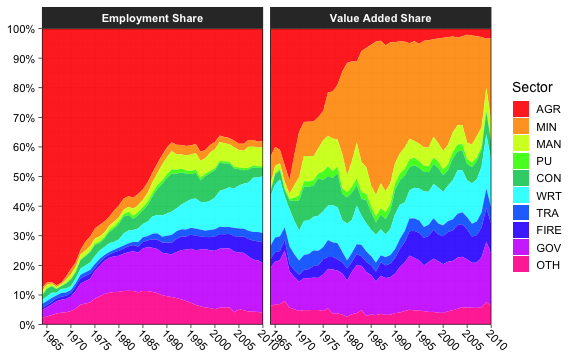 Employment Share Value Added Share
100%
90%
80%
70%
60%
50%
40%
30%
20%
10%
0%
1965 1970 1975 1980 1985 1990 1995 2000 2005 2010 1965 1970 1975 1980 1985 1990 1995 2000 2005 2010
Sector
AGR
MIN
MAN
PU
CON
WRT
TRA
FIRE
GOV
OTH